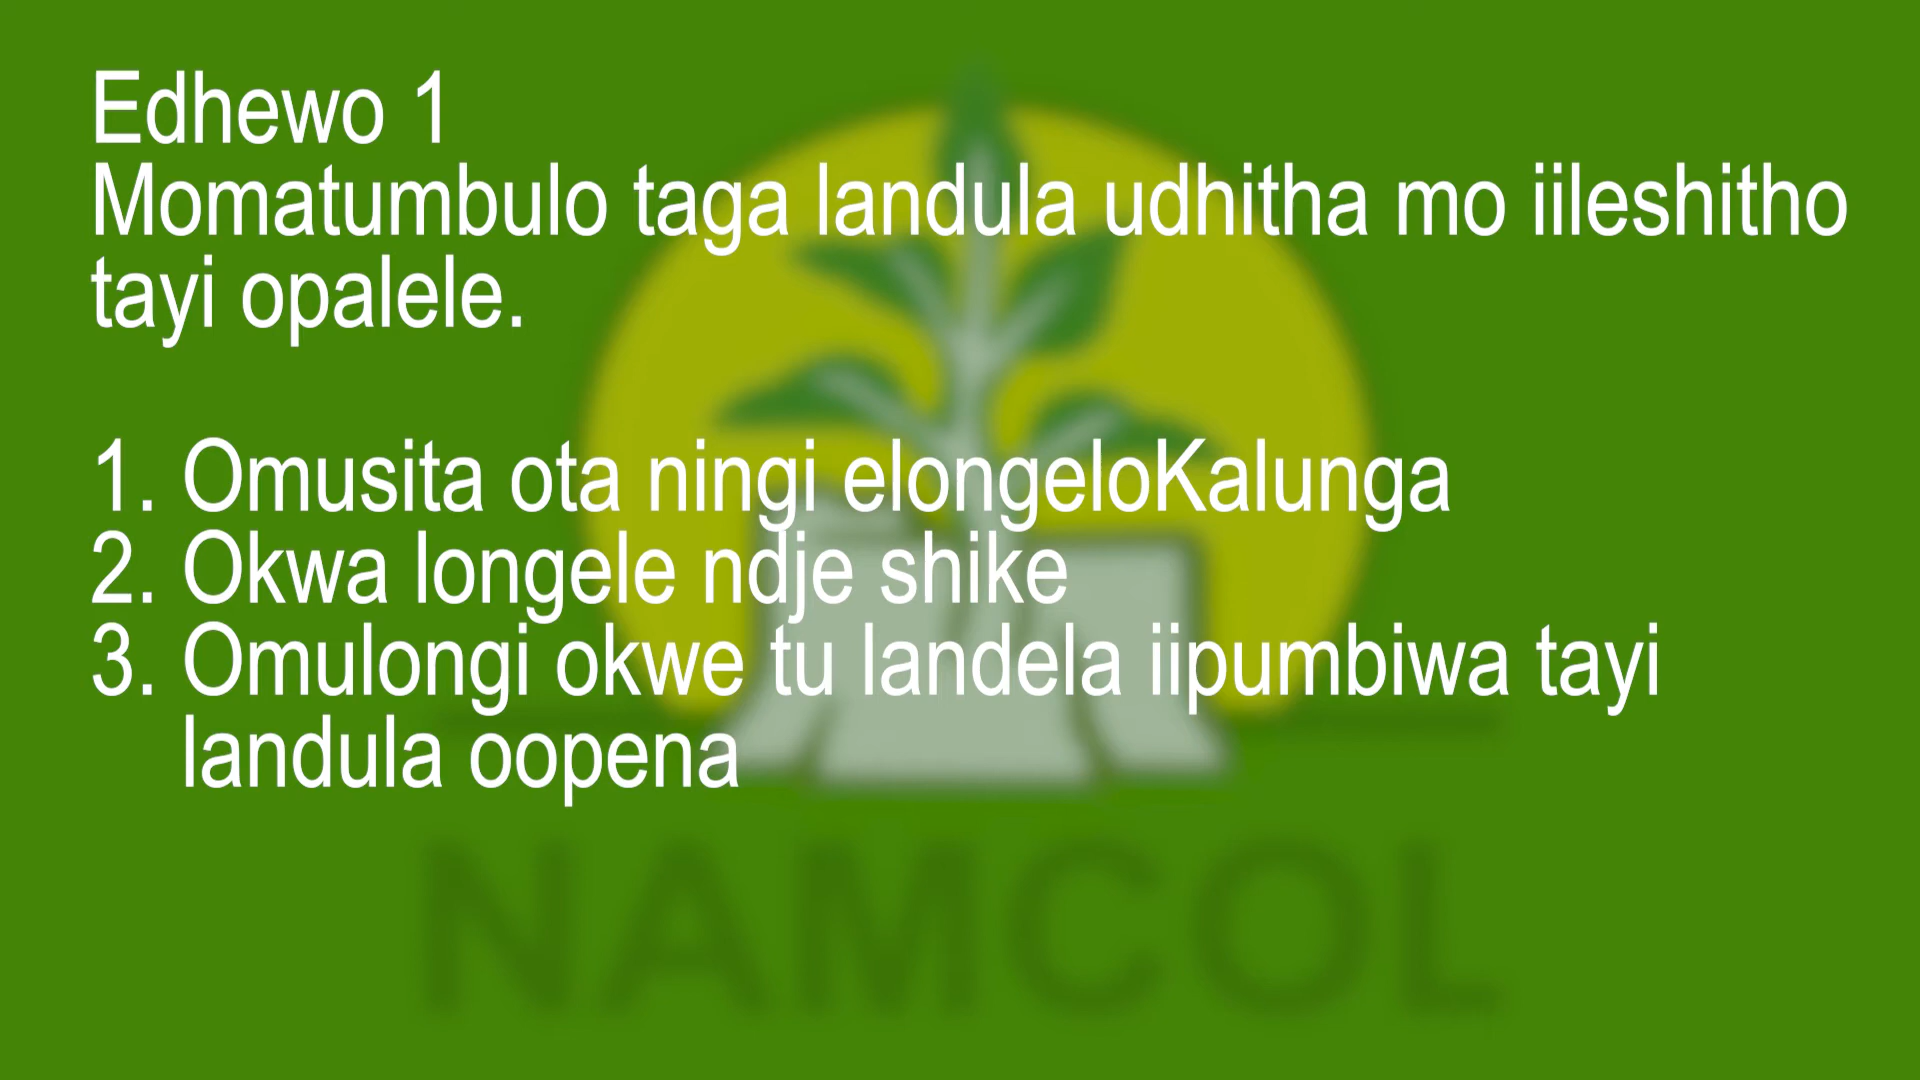 Edhewo 1
Momatumbulo taga landula udhitha mo iileshitho
tayi opalele.
1. Omusita ota ningi elongeloKalunga
2. Okwa longele ndje shike
3. Omulongi okwe tu landela iipumbiwa tayi
landula oopena
NAMCOL